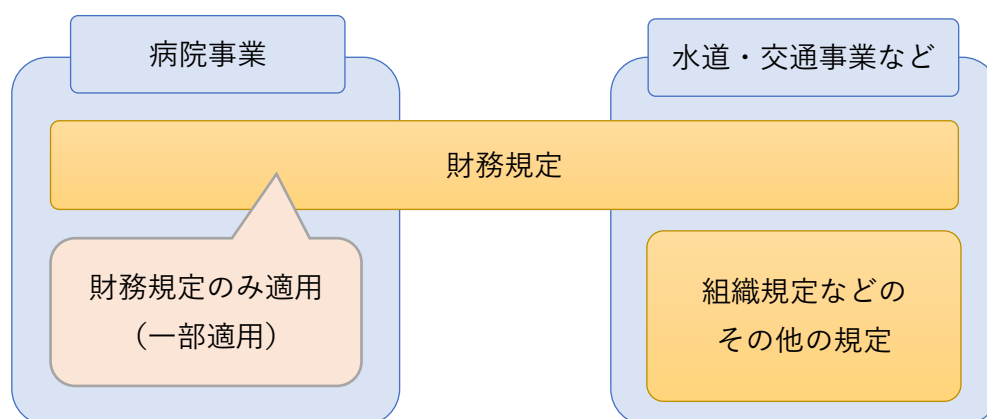 病院事業
水道・交通事業など
財務規定
財務規定のみ適用
（一部適用）
組織規定などの
その他の規定